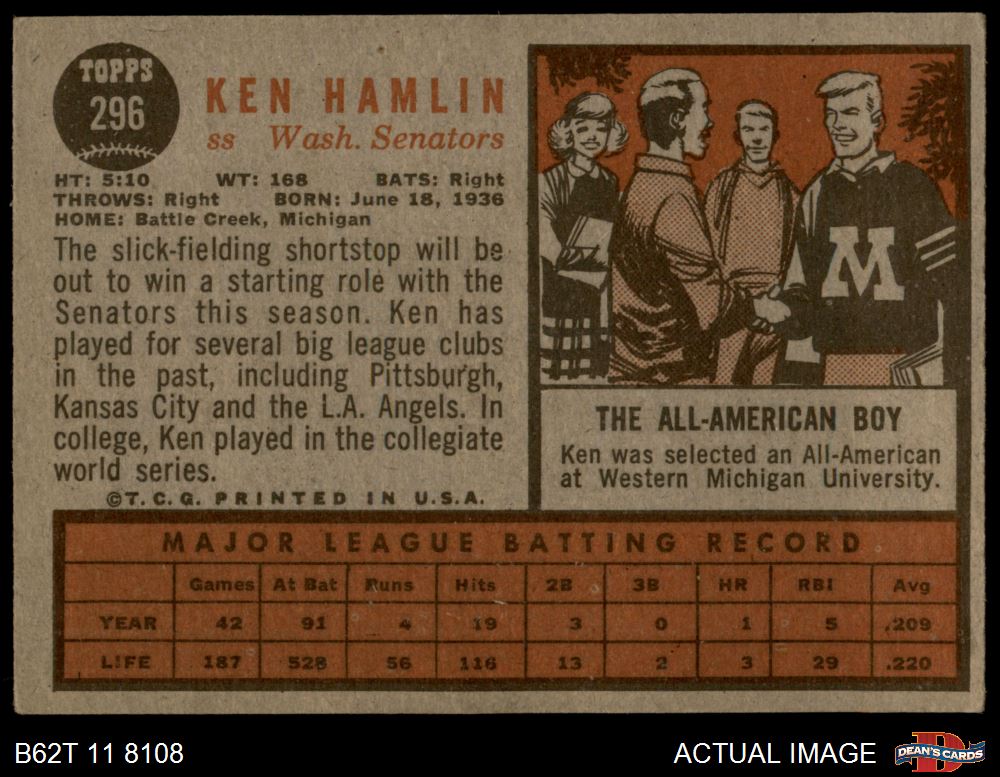 TOPPS
296
KEN HAMLIN
ss Wash. Senators
HT: 5:10 WT: 168 BATS: Right
THROWS: Right BORN: June 18, 1936
HOME: Battle Creek, Michigan
The slick-fielding shortstop will be
out to win a starting role with the
Senators this season. Ken has
played for several big league clubs
in the past, including Pittsburgh,
Kansas City and the L.A. Angels. In
college, Ken played in the collegiate
world series.
©T.C.G. PRINTED IN U.S.A.
M
THE ALL-AMERICAN BOY
Ken was selected an All-American
at Western Michigan University.
MAJOR LEAGUE BATTING RECORD
Games At Bat Runs Hits 2B 3B HR RBI Avg
YEAR 42 91 4 19 3 0 1 5 .209
LIFE 187 528 56 116 13 2 3 29 .220
B62T 11 8108
ACTUAL IMAGE
D
DEAN'S CARDS